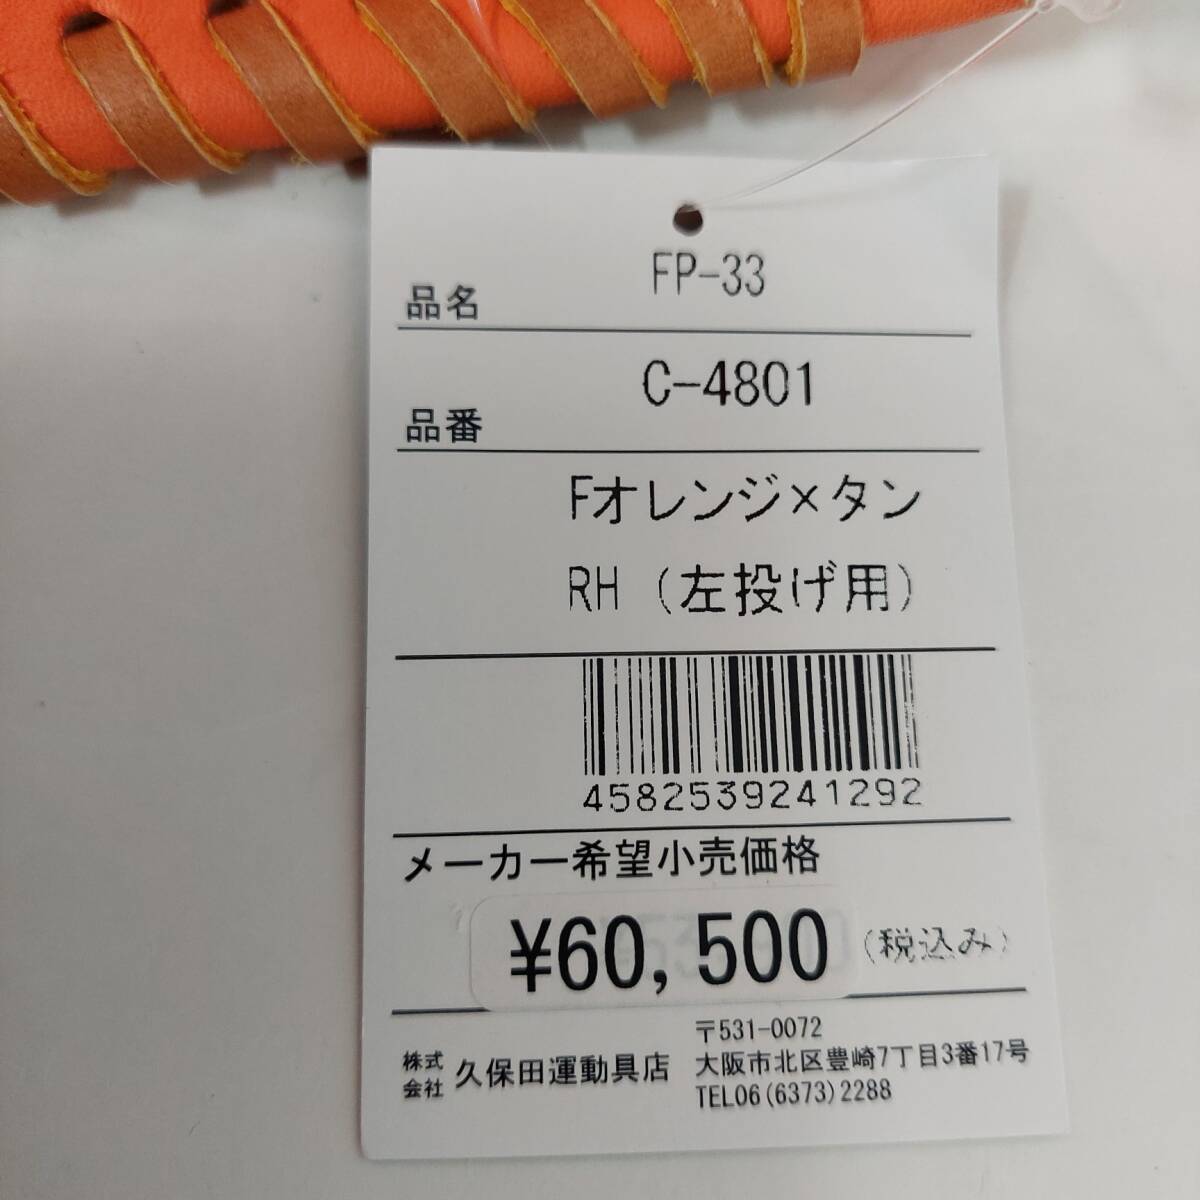 FP-33
品名
C-4801
品番
Fオレンジ×タン
RH（左投げ用）
4582539241292
メーカー希望小売価格
¥60,500（税込み）
株式会社 久保田運動具店
〒531-0072
大阪市北区豊崎7丁目3番17号
TEL06(6373)2288